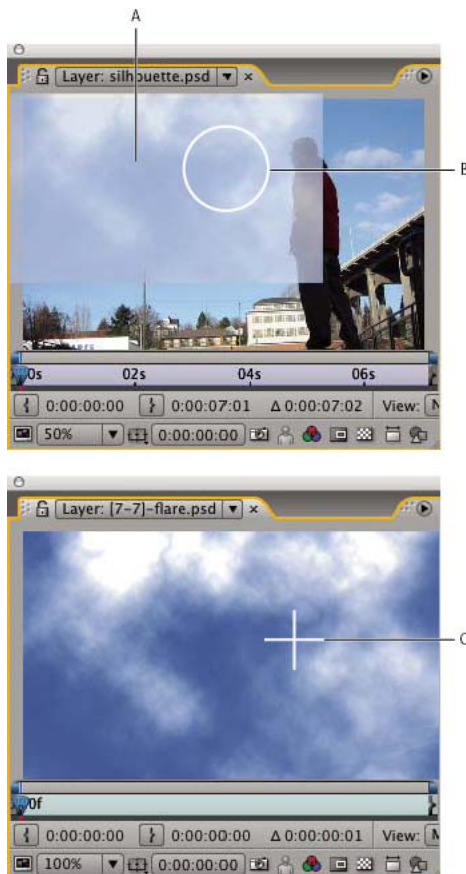 A
Layer: silhouette.psd
B
0s 02s 04s 06s
0:00:00:00 0:00:07:01 Δ 0:00:07:02 View: N
50% 0:00:00:00
Layer: [7-7]-flare.psd
C
0f
0:00:00:00 0:00:00:00 Δ 0:00:00:01 View: N
100% 0:00:00:00